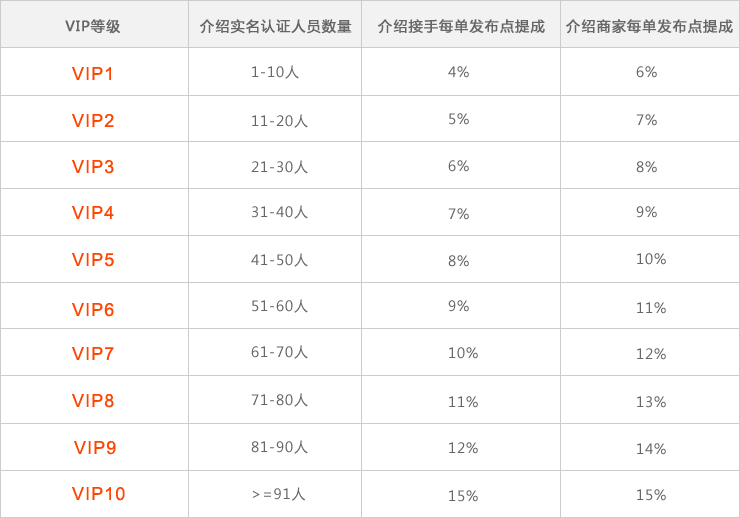 VIP等级 介绍实名认证人员数量 介绍接手每单发布点提成 介绍商家每单发布点提成
VIP1 1-10人 4% 6%
VIP2 11-20人 5% 7%
VIP3 21-30人 6% 8%
VIP4 31-40人 7% 9%
VIP5 41-50人 8% 10%
VIP6 51-60人 9% 11%
VIP7 61-70人 10% 12%
VIP8 71-80人 11% 13%
VIP9 81-90人 12% 14%
VIP10 >=91人 15% 15%